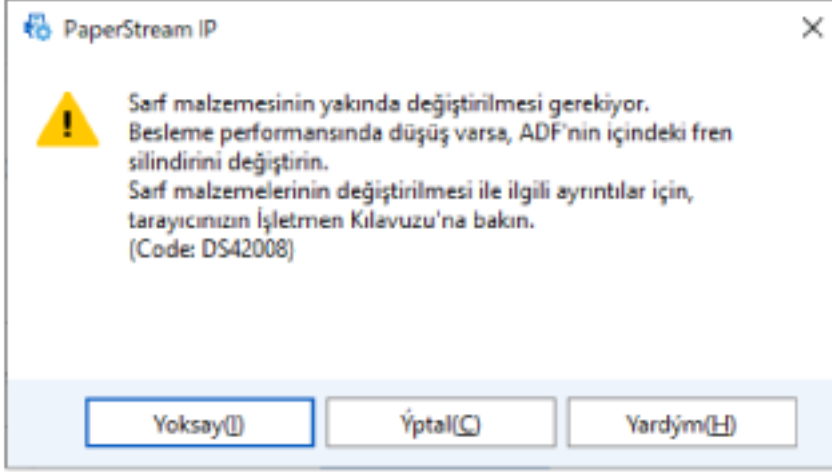 PaperStream IP
Sarf malzemesinin yakında değiştirilmesi gerekiyor.
Besleme performansında düşüş varsa, ADF'nin içindeki fren
silindirini değiştirin.
Sarf malzemelerinin değiştirilmesi ile ilgili ayrıntılar için,
tarayıcınızın İşletmen Kılavuzu'na bakın.
(Code: DS42008)
Yoksay(I) Ýptal(C) Yardým(H)